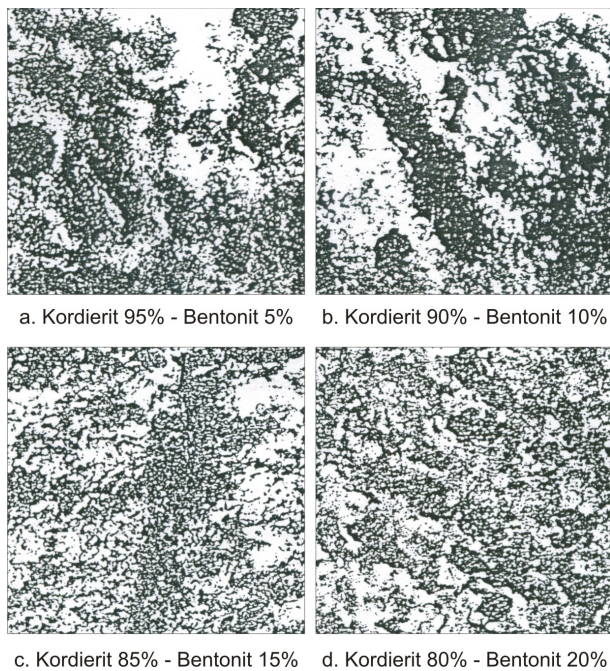 a. Kordierit 95% - Bentonit 5%
b. Kordierit 90% - Bentonit 10%
c. Kordierit 85% - Bentonit 15%
d. Kordierit 80% - Bentonit 20%